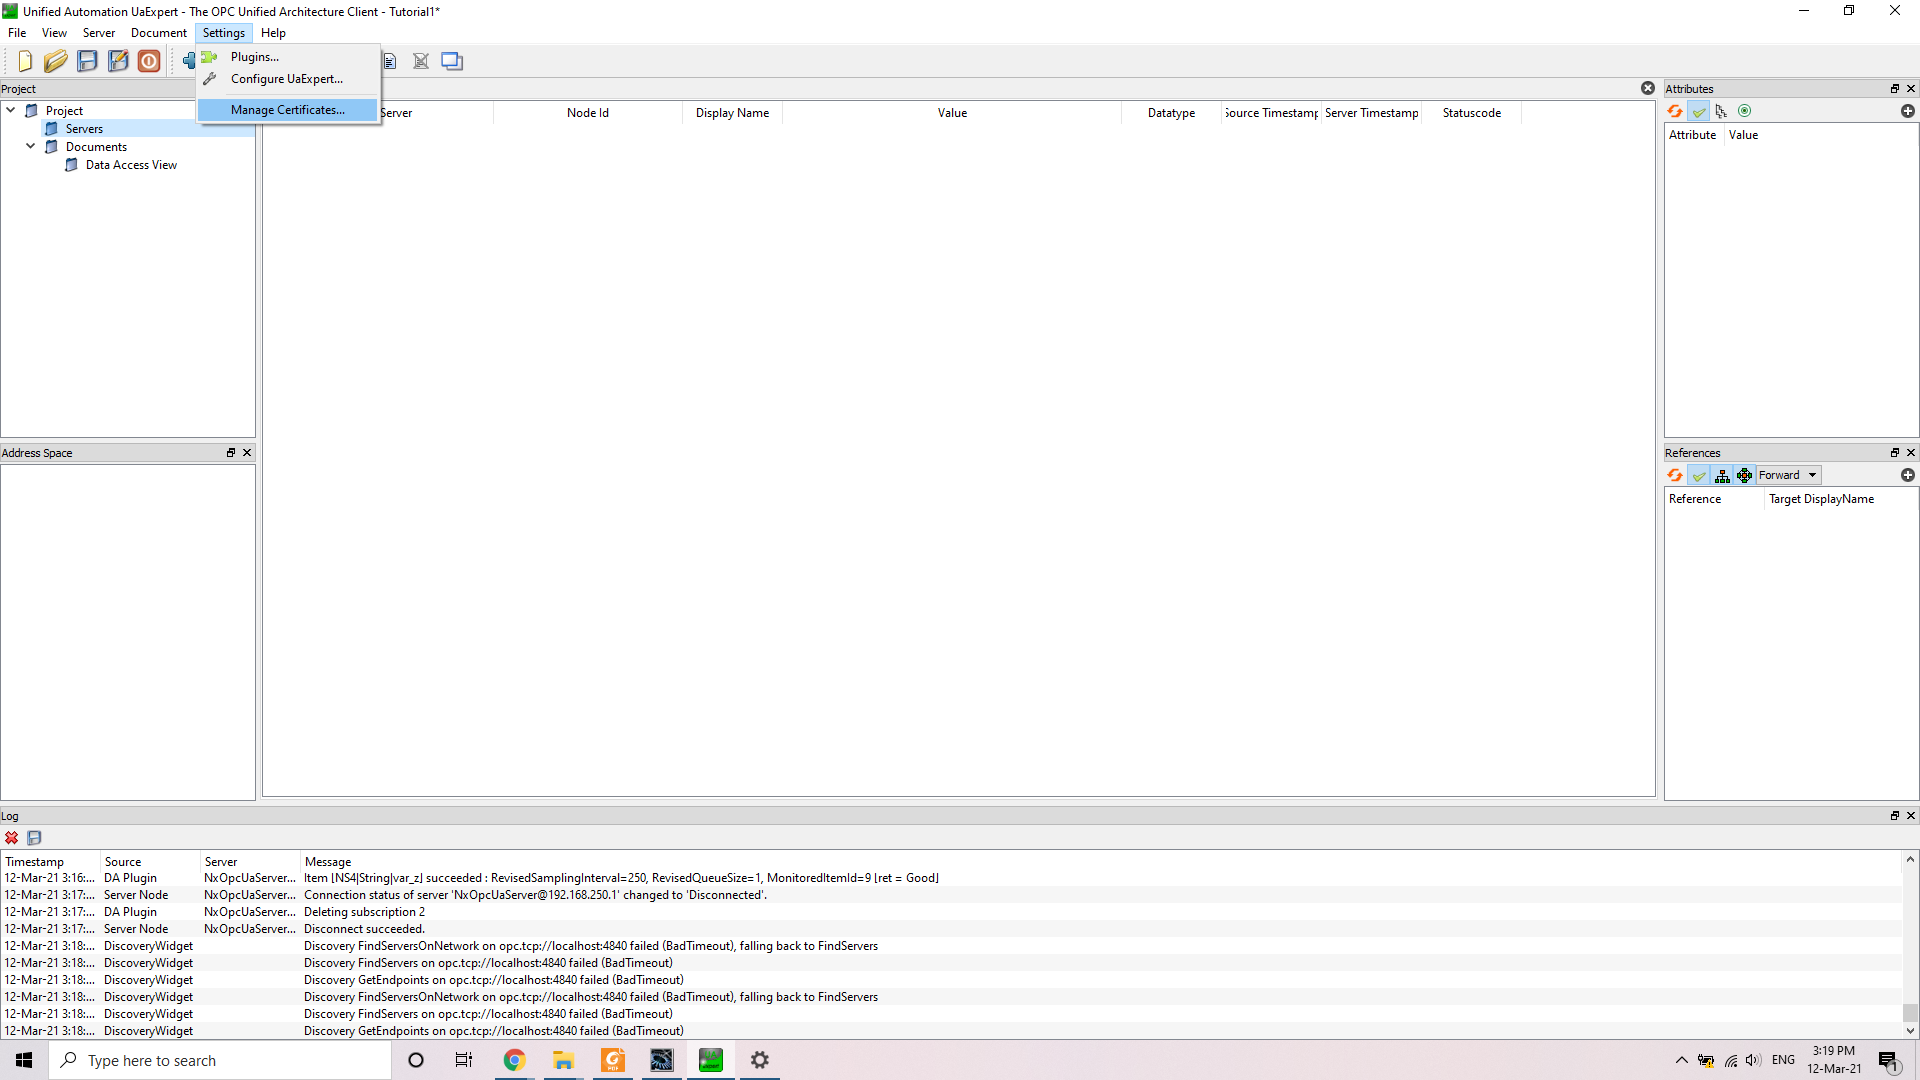 Unified Automation UaExpert - The OPC Unified Architecture Client - Tutorial1*
File View Server Document Settings Help
Plugins...
Configure UaExpert...
Manage Certificates...
Project
Project
Servers
Documents
Data Access View
Server Node Id Display Name Value Datatype Source Timestamp Server Timestamp Statuscode
Attributes
Attribute Value
Address Space
References
Forward
Reference Target DisplayName
Log
Timestamp Source Server Message
12-Mar-21 3:16:... DA Plugin NxOpcUaServer... Item [NS4|String|var_z] succeeded : RevisedSamplingInterval=250, RevisedQueueSize=1, MonitoredItemId=9 [ret = Good]
12-Mar-21 3:17:... Server Node NxOpcUaServer... Connection status of server 'NxOpcUaServer@192.168.250.1' changed to 'Disconnected'.
12-Mar-21 3:17:... DA Plugin NxOpcUaServer... Deleting subscription 2
12-Mar-21 3:17:... Server Node NxOpcUaServer... Disconnect succeeded.
12-Mar-21 3:18:... DiscoveryWidget Discovery FindServersOnNetwork on opc.tcp://localhost:4840 failed (BadTimeout), falling back to FindServers
12-Mar-21 3:18:... DiscoveryWidget Discovery FindServers on opc.tcp://localhost:4840 failed (BadTimeout)
12-Mar-21 3:18:... DiscoveryWidget Discovery GetEndpoints on opc.tcp://localhost:4840 failed (BadTimeout)
12-Mar-21 3:18:... DiscoveryWidget Discovery FindServersOnNetwork on opc.tcp://localhost:4840 failed (BadTimeout), falling back to FindServers
12-Mar-21 3:18:... DiscoveryWidget Discovery FindServers on opc.tcp://localhost:4840 failed (BadTimeout)
12-Mar-21 3:18:... DiscoveryWidget Discovery GetEndpoints on opc.tcp://localhost:4840 failed (BadTimeout)
Type here to search
PDF
ENG
3:19 PM
12-Mar-21
1